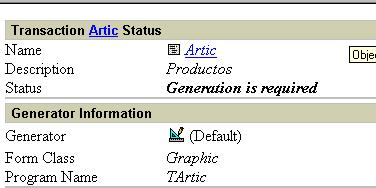 Transaction Artic Status
Name Artic
Description Productos
Status Generation is required
Generator Information
Generator (Default)
Form Class Graphic
Program Name TArtic